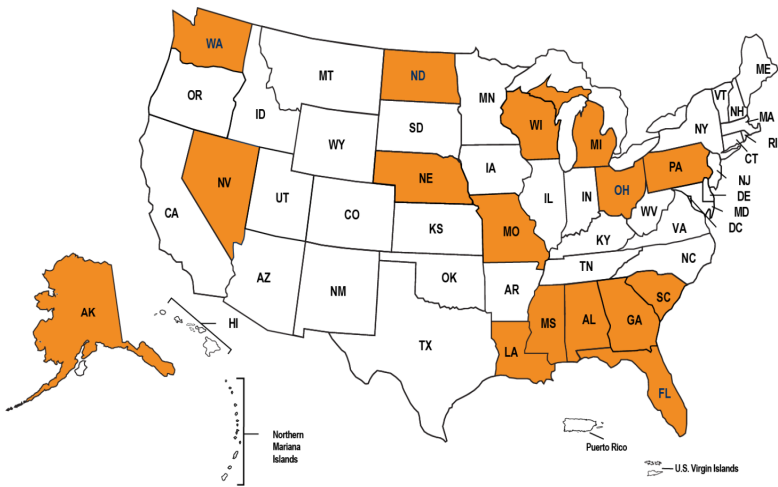 WA
MT
ND
MN
ME
VT
NH
MA
RI
CT
OR
ID
SD
WI
MI
NY
WY
IA
NE
PA
NJ
DE
MD
DC
NV
UT
CO
IL
IN
OH
WV
VA
CA
KS
MO
KY
NC
TN
AZ
NM
OK
AR
SC
AK
HI
TX
MS
AL
GA
LA
FL
Northern
Mariana
Islands
Puerto Rico
U.S. Virgin Islands